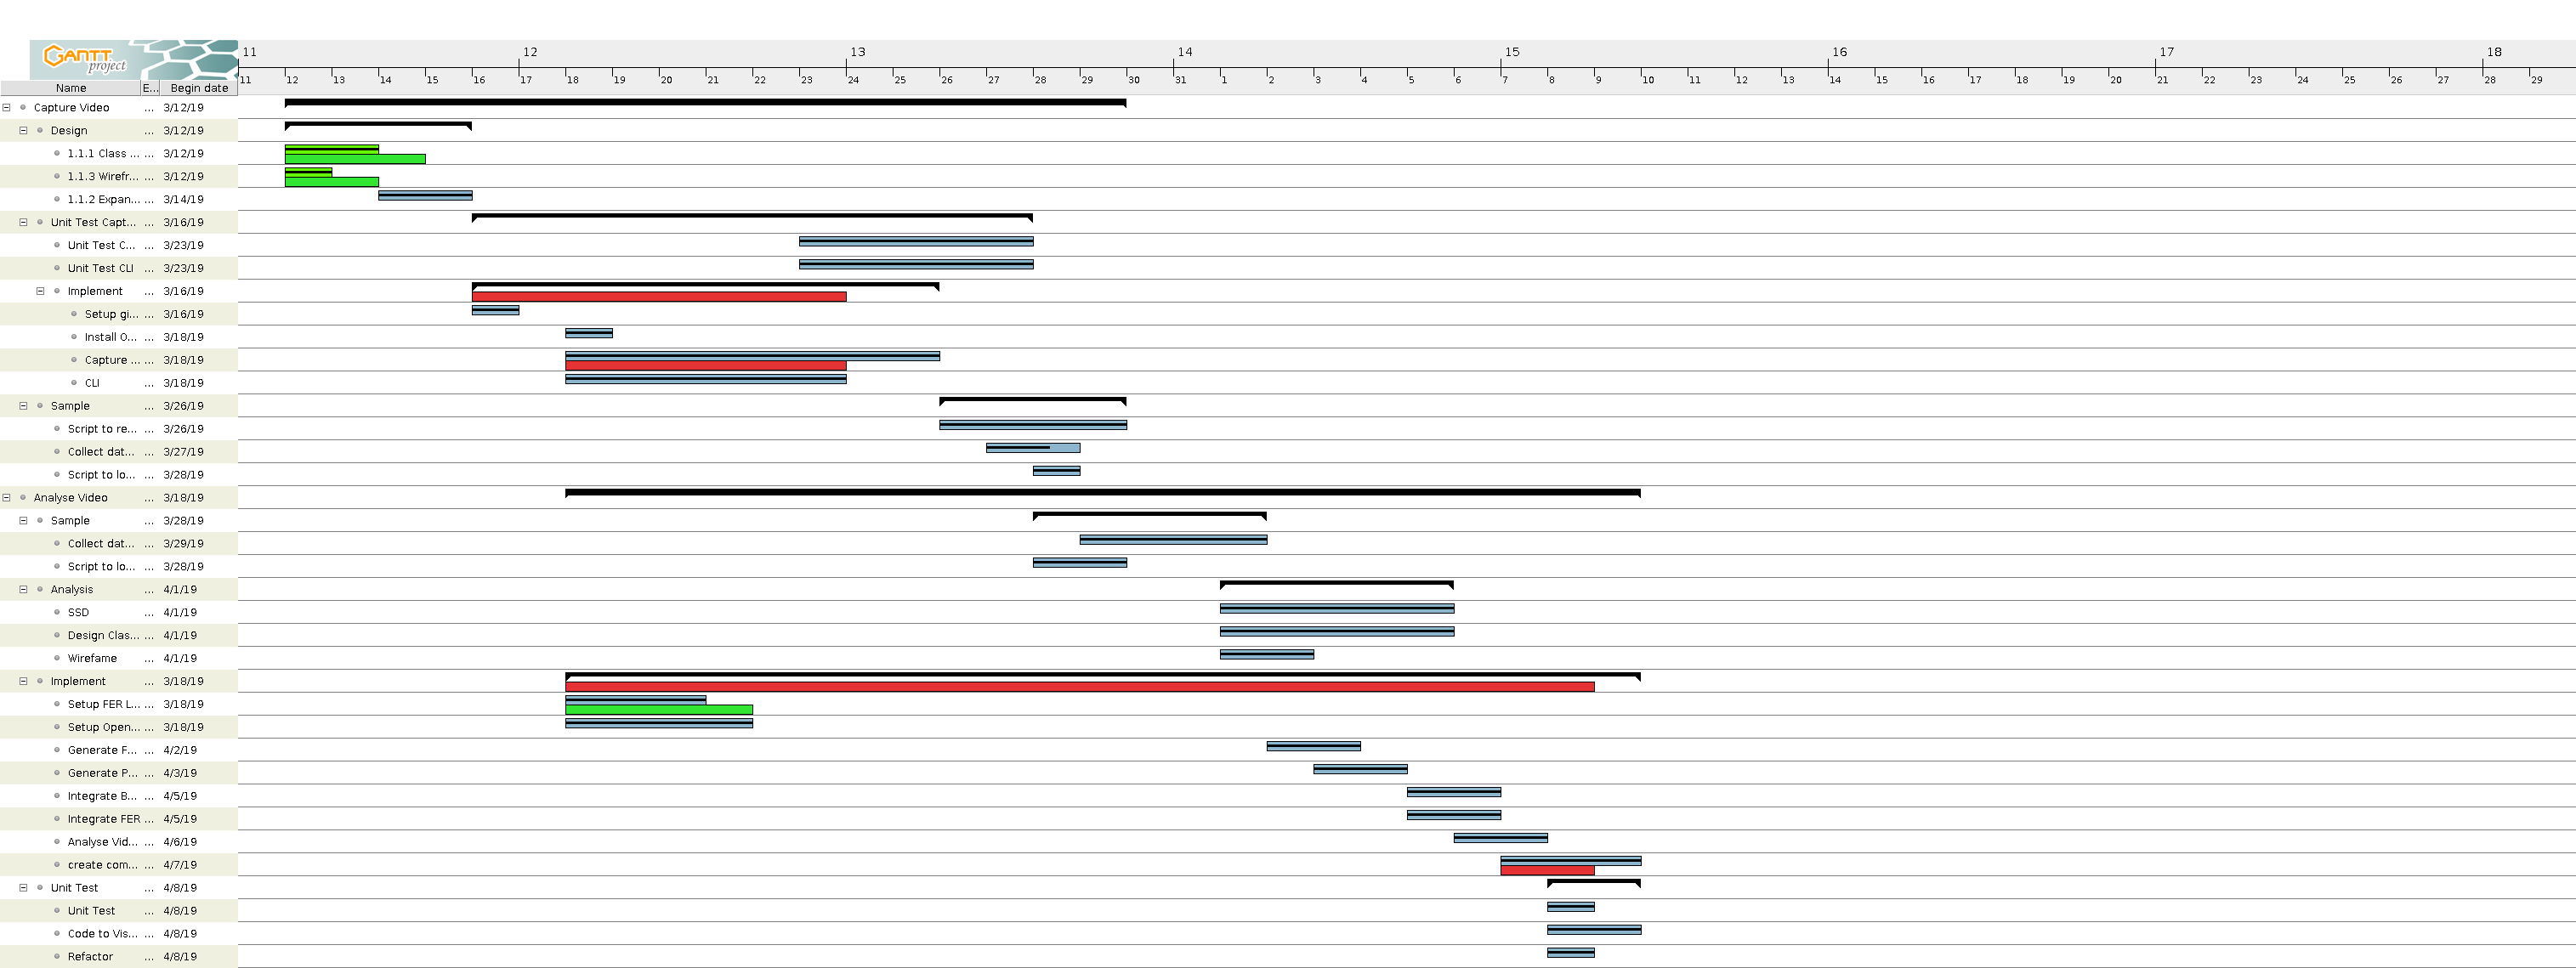 GANTT
project
11 12 13 14 15 16 17 18
11 12 13 14 15 16 17 18 19 20 21 22 23 24 25 26 27 28 29 30 31 1 2 3 4 5 6 7 8 9 10 11 12 13 14 15 16 17 18 19 20 21 22 23 24 25 26 27 28 29
Name E... Begin date
Capture Video ... 3/12/19
Design ... 3/12/19
1.1.1 Class ... ... 3/12/19
1.1.3 Wirefr... ... 3/12/19
1.1.2 Expan... ... 3/14/19
Unit Test Capt... ... 3/16/19
Unit Test C... ... 3/23/19
Unit Test CLI ... 3/23/19
Implement ... 3/16/19
Setup gi... ... 3/16/19
Install O... ... 3/18/19
Capture ... ... 3/18/19
CLI ... 3/18/19
Sample ... 3/26/19
Script to re... ... 3/26/19
Collect dat... ... 3/27/19
Script to lo... ... 3/28/19
Analyse Video ... 3/18/19
Sample ... 3/28/19
Collect dat... ... 3/29/19
Script to lo... ... 3/28/19
Analysis ... 4/1/19
SSD ... 4/1/19
Design Clas... ... 4/1/19
Wirefame ... 4/1/19
Implement ... 3/18/19
Setup FER L... ... 3/18/19
Setup Open... ... 3/18/19
Generate F... ... 4/2/19
Generate P... ... 4/3/19
Integrate B... ... 4/5/19
Integrate FER ... 4/5/19
Analyse Vid... ... 4/6/19
create com... ... 4/7/19
Unit Test ... 4/8/19
Unit Test ... 4/8/19
Code to Vis... ... 4/8/19
Refactor ... 4/8/19